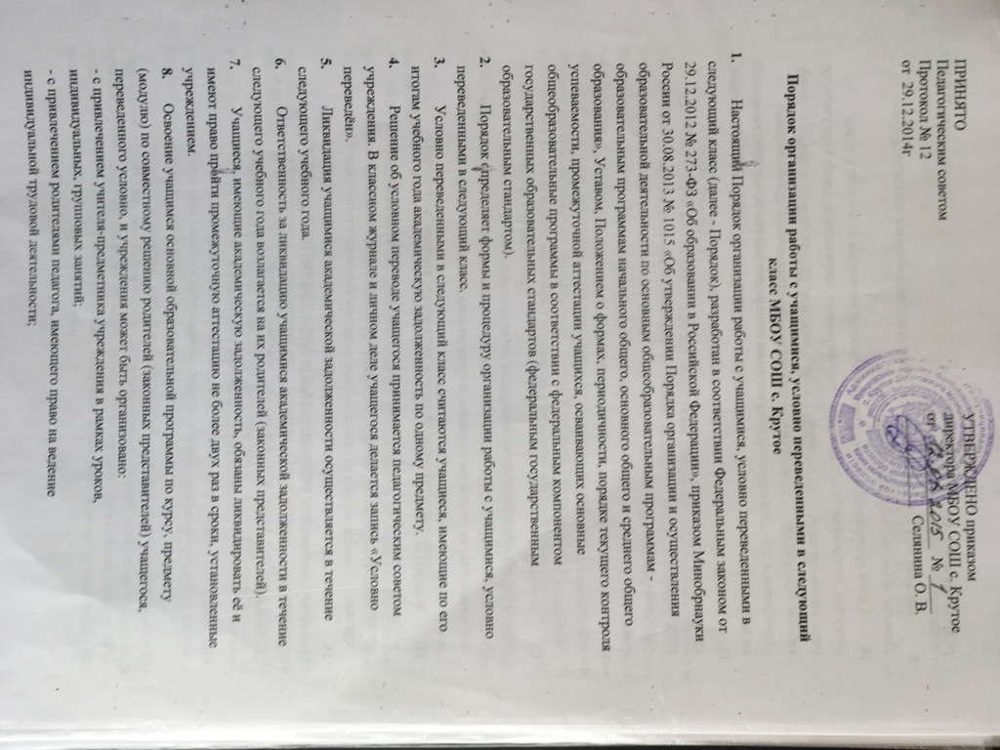 ПРИНЯТО
Педагогическим советом
Протокол № 12
от 29.12.2014г
УТВЕРЖДЕНО приказом
директора МБОУ СОШ с. Крутое
от 2015 № 1
Селянина О. В.
Порядок организации работы с учащимися, условно переведенными в следующий
класс МБОУ СОШ с. Крутое
1. Настоящий Порядок организации работы с учащимися, условно переведенными в
следующий класс (далее - Порядок), разработан в соответствии Федеральным законом от
29.12.2012 № 273-ФЗ «Об образовании в Российской Федерации», приказом Минобрнауки
России от 30.08.2013 № 1015 «Об утверждении Порядка организации и осуществления
образовательной деятельности по основным общеобразовательным программам -
образовательным программам начального общего, основного общего и среднего общего
образования», Уставом, Положением о формах, периодичности, порядке текущего контроля
успеваемости, промежуточной аттестации учащихся, осваивающих основные
общеобразовательные программы в соответствии с федеральным компонентом
государственных образовательных стандартов (федеральным государственным
образовательным стандартом).
2. Порядок определяет формы и процедуру организации работы с учащимися, условно
переведенными в следующий класс.
3. Условно переведенными в следующий класс считаются учащиеся, имеющие по его
итогам учебного года академическую задолженность по одному предмету.
4. Решение об условном переводе учащегося принимается педагогическим советом
учреждения. В классном журнале и личном деле учащегося делается запись «Условно
переведён».
5. Ликвидация учащимися академической задолженности осуществляется в течение
следующего учебного года.
6. Ответственность за ликвидацию учащимися академической задолженности в течение
следующего учебного года возлагается на их родителей (законных представителей).
7. Учащиеся, имеющие академическую задолженность, обязаны ликвидировать её и
имеют право пройти промежуточную аттестацию не более двух раз в сроки, установленные
учреждением.
8. Освоение учащимся основной образовательной программы по курсу, предмету
(модулю) по совместному решению родителей (законных представителей) учащегося,
переведенного условно, и учреждения может быть организовано:
- с привлечением учителя-предметника учреждения в рамках уроков,
индивидуальных, групповых занятий;
- с привлечением родителями педагога, имеющего право на ведение
индивидуальной трудовой деятельности;